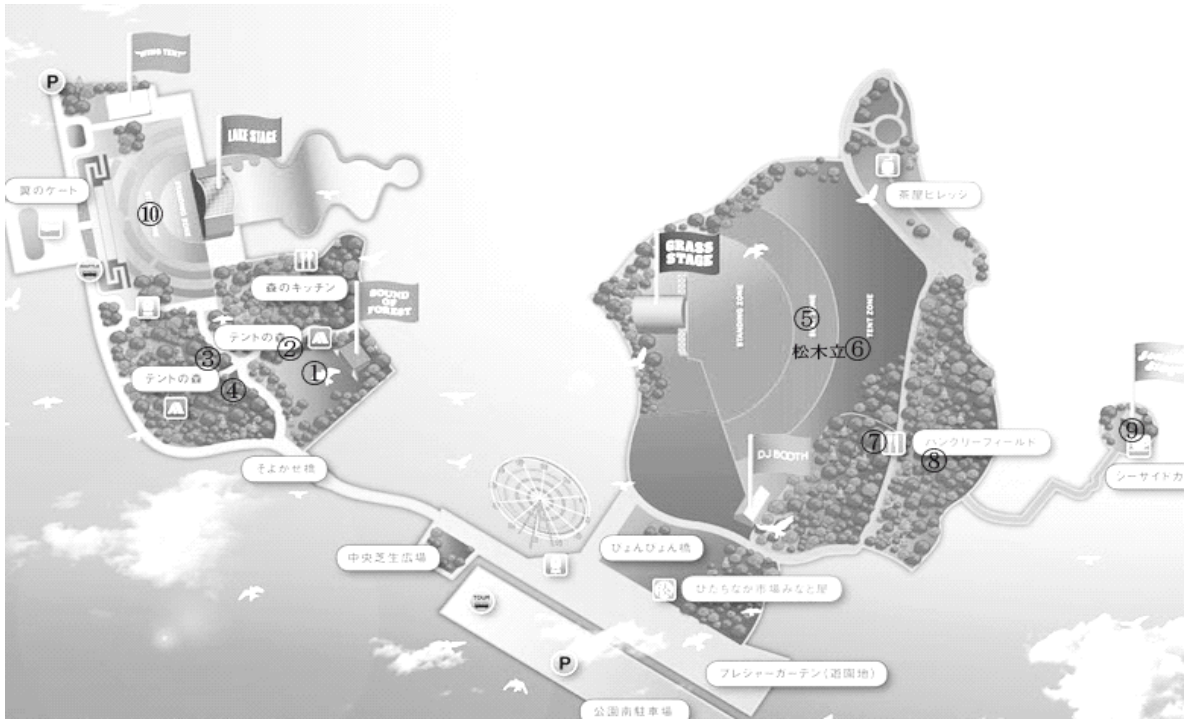 "WING TENT"
P
LAKE STAGE
翼のゲート
⑩
STANDING ZONE
森のキッチン
SOUND OF FOREST
テントの森
②
③
①
テントの森
④
そよかぜ橋
茶屋ビレッジ
GRASS STAGE
STANDING ZONE
⑤
TENT ZONE
松木立⑥
⑦
ハングリーフィールド
⑧
⑨
シーサイドカ
DJ BOOTH
中央芝生広場
ぴょんぴょん橋
ひたちなか市場みなと屋
TOUR
P
プレジャーガーデン(遊園地)
公園南駐車場